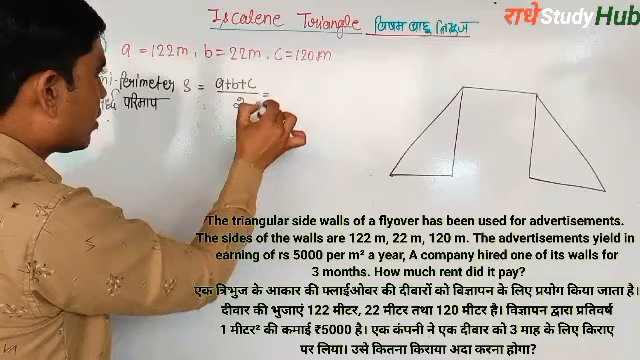 Iscalene Triangle विषम बाहु त्रिभुज
राधे Study Hub
a = 122 m, b = 22 m, c = 120 m
mi-Perimeter S = a+b+c =
2
र्द्ध परिमाप
The triangular side walls of a flyover has been used for advertisements.
The sides of the walls are 122 m, 22 m, 120 m. The advertisements yield in
earning of rs 5000 per m² a year, A company hired one of its walls for
3 months. How much rent did it pay?
एक त्रिभुज के आकार की फ्लाईओबर की दीवारों को विज्ञापन के लिए प्रयोग किया जाता है।
दीवार की भुजाएं 122 मीटर, 22 मीटर तथा 120 मीटर है। विज्ञापन द्वारा प्रतिवर्ष
1 मीटर² की कमाई ₹5000 है। एक कंपनी ने एक दीवार को 3 माह के लिए किराए
पर लिया। उसे कितना किराया अदा करना होगा?